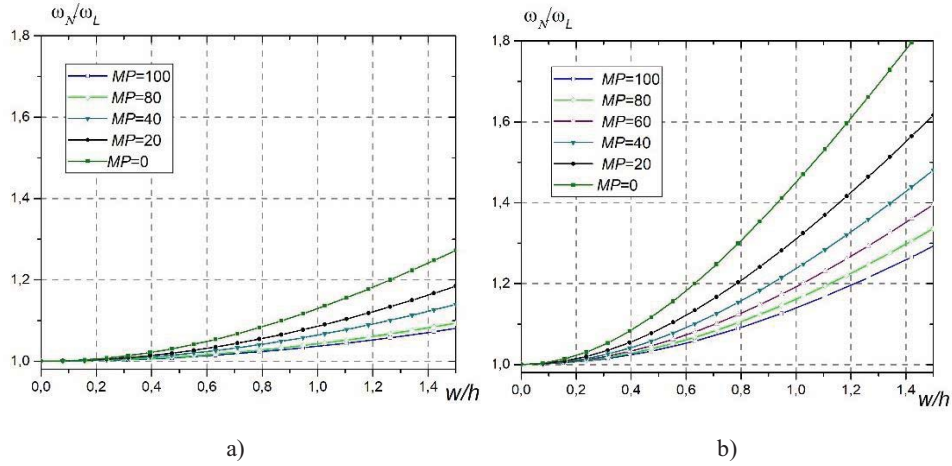 ω_N/ω_L
1,8
1,6
1,4
1,2
1,0
MP=100
MP=80
MP=40
MP=20
MP=0
0,0 0,2 0,4 0,6 0,8 1,0 1,2 1,4
w/h
a)
ω_N/ω_L
1,8
1,6
1,4
1,2
1,0
MP=100
MP=80
MP=60
MP=40
MP=20
MP=0
0,0 0,2 0,4 0,6 0,8 1,0 1,2 1,4
w/h
b)